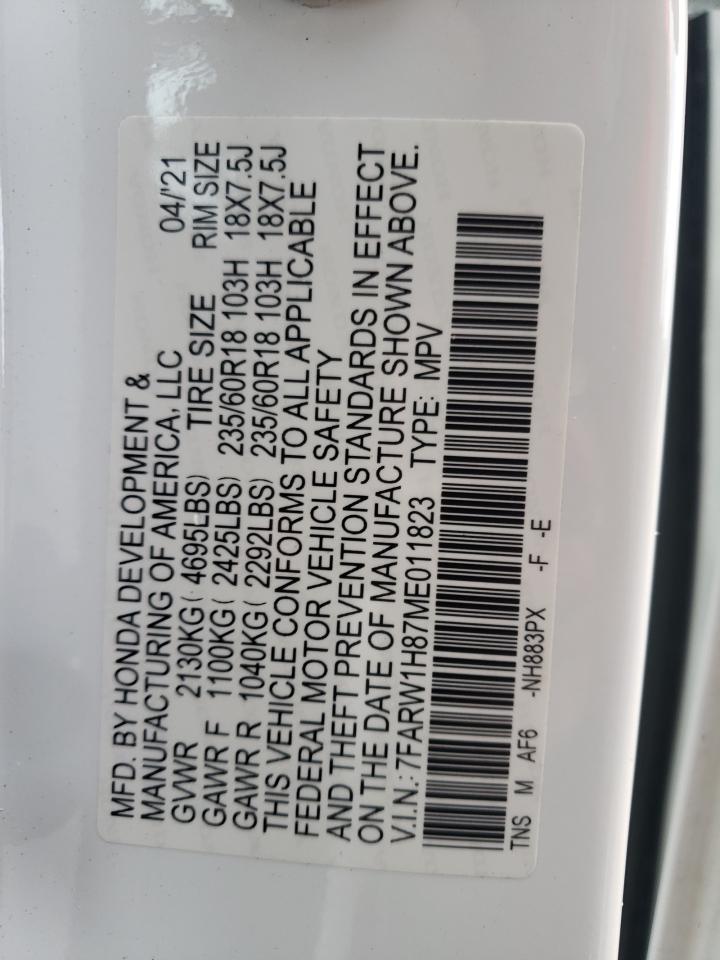 MFD. BY HONDA DEVELOPMENT &
MANUFACTURING OF AMERICA, LLC 04/'21
GVWR 2130KG( 4695LBS) TIRE SIZE RIM SIZE
GAWR F 1100KG( 2425LBS) 235/60R18 103H 18X7.5J
GAWR R 1040KG( 2292LBS) 235/60R18 103H 18X7.5J
THIS VEHICLE CONFORMS TO ALL APPLICABLE
FEDERAL MOTOR VEHICLE SAFETY
AND THEFT PREVENTION STANDARDS IN EFFECT
ON THE DATE OF MANUFACTURE SHOWN ABOVE.
V.I.N.:7FARW1H87ME011823 TYPE: MPV
TNS M AF6 -NH883PX -F -E